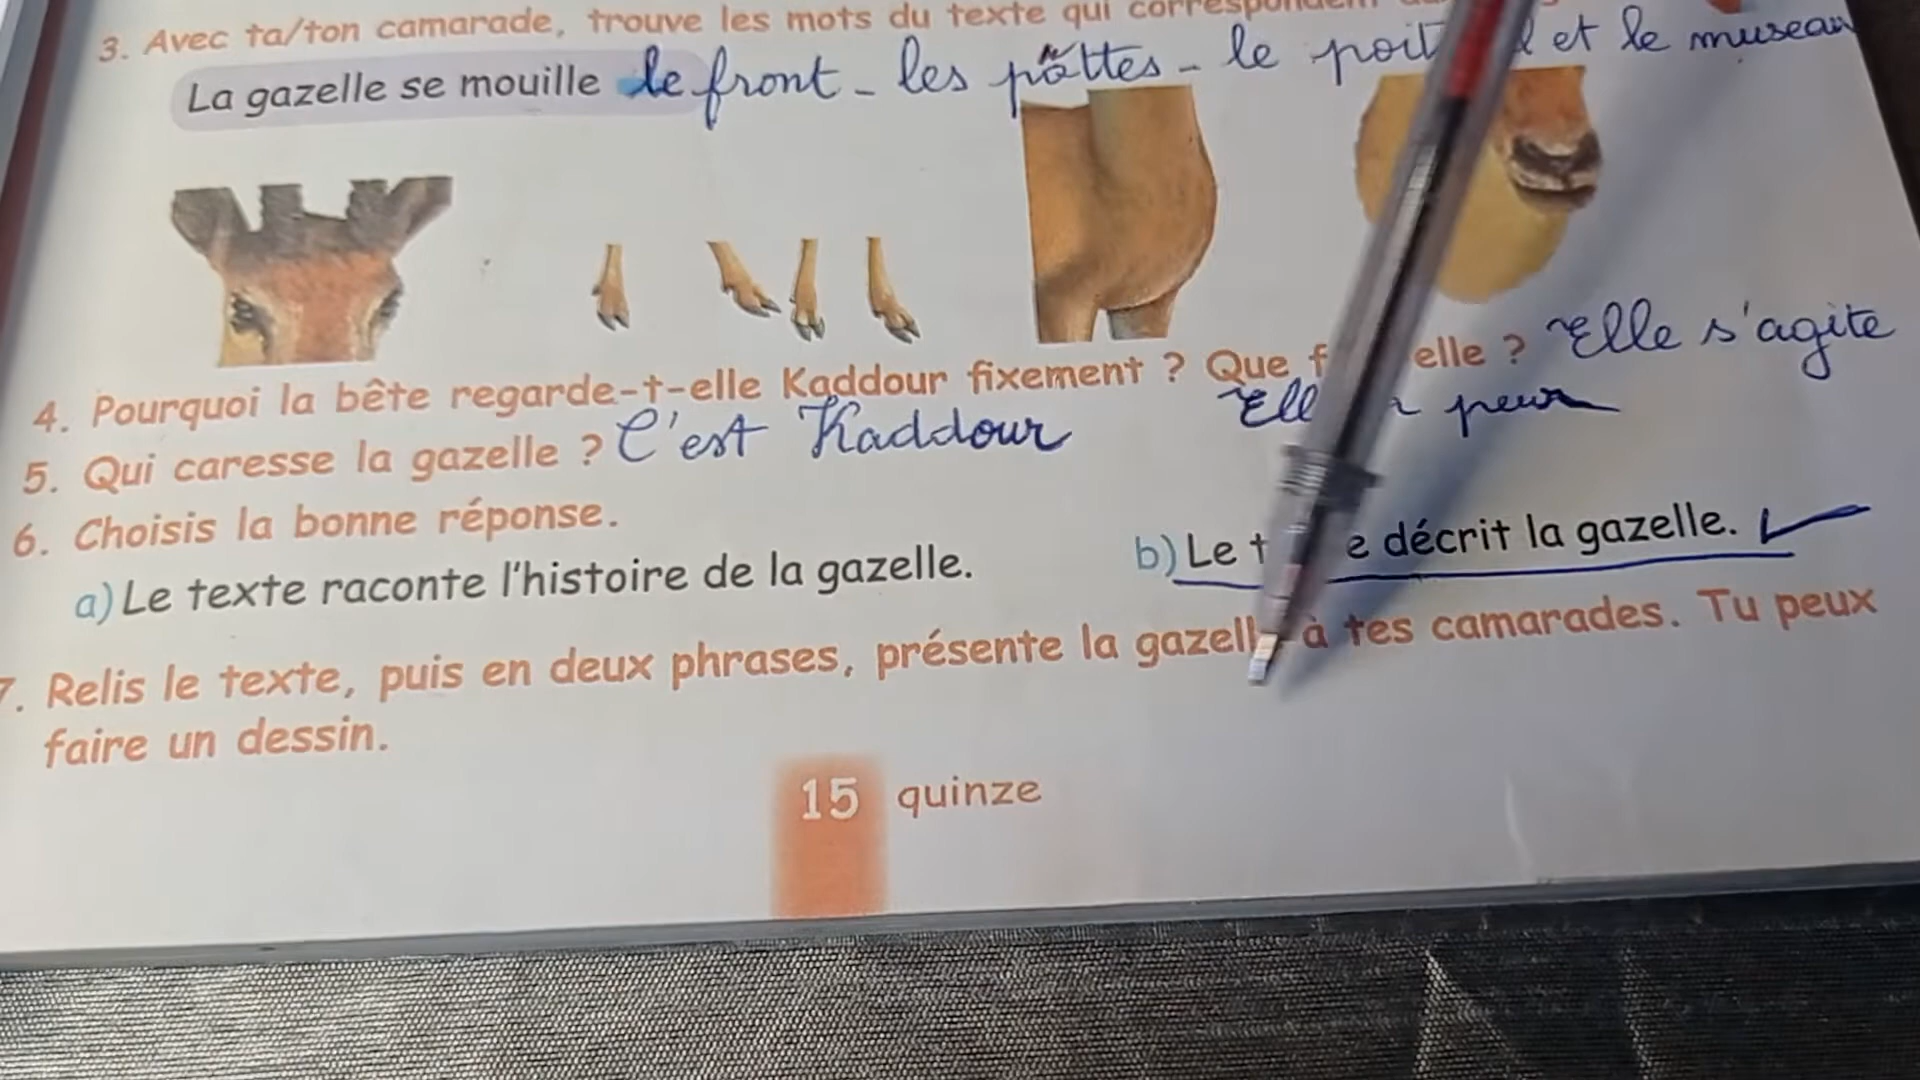 3. Avec ta/ton camarade, trouve les mots du texte qui correspondent
La gazelle se mouille le front - les pattes - le et le museau
4. Pourquoi la bête regarde-t-elle Kaddour fixement ? Que elle ? Elle s'agite
peur
5. Qui caresse la gazelle ? C'est Kaddour
6. Choisis la bonne réponse.
a) Le texte raconte l'histoire de la gazelle.
b) Le décrit la gazelle.
7. Relis le texte, puis en deux phrases, présente la gazelle à tes camarades. Tu peux
faire un dessin.
15 quinze